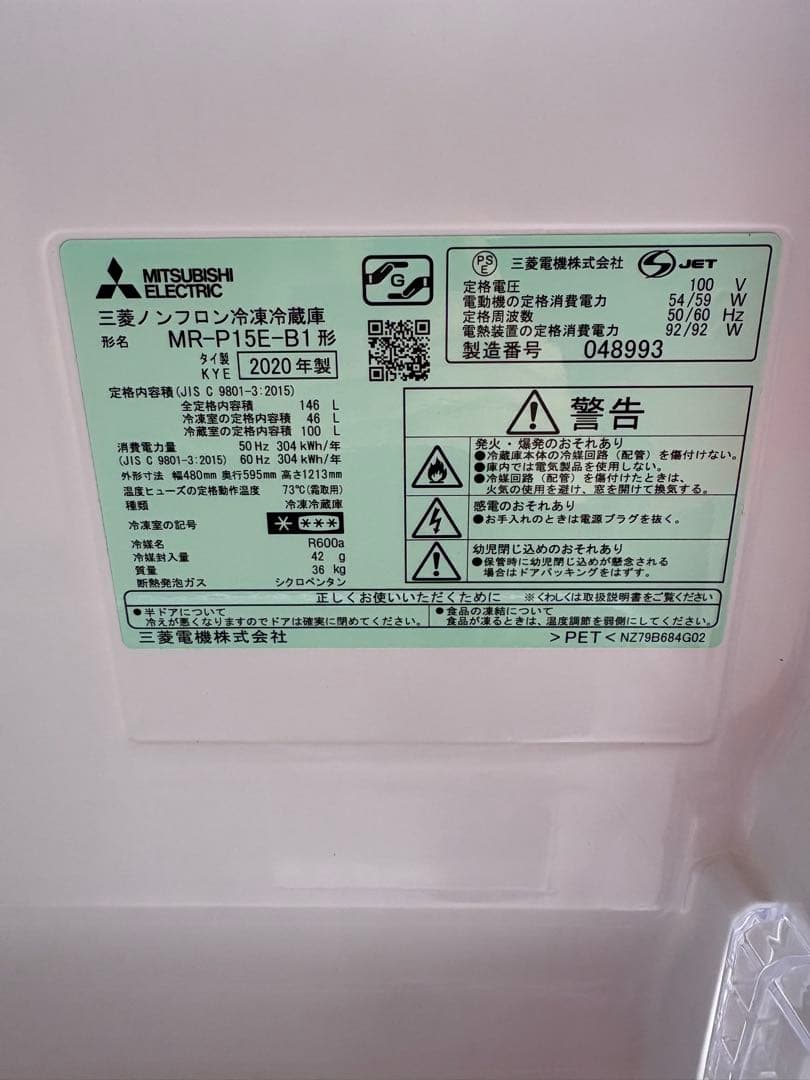 MITSUBISHI
ELECTRIC
G
三菱ノンフロン冷凍冷蔵庫
形名 MR-P15E-B1形
タイ製
KYE 2020年製
PSE 三菱電機株式会社 S JET
定格電圧 100 V
電動機の定格消費電力 54/59 W
定格周波数 50/60 Hz
電熱装置の定格消費電力 92/92 W
製造番号 048993
定格内容積(JIS C 9801-3:2015)
全定格内容積 146 L
冷凍室の定格内容積 46 L
冷蔵室の定格内容積 100 L
消費電力量 50Hz 304kWh/年
(JIS C 9801-3:2015) 60Hz 304kWh/年
外形寸法 幅480mm 奥行595mm 高さ1213mm
温度ヒューズの定格動作温度 73℃(霜取用)
種類 冷凍冷蔵庫
冷凍室の記号 ****
冷媒名 R600a
冷媒封入量 42 g
質量 36 kg
断熱発泡ガス シクロペンタン
警告
発火・爆発のおそれあり
●冷蔵庫本体の冷媒回路（配管）を傷付けない。
●庫内では電気製品を使用しない。
●冷媒回路（配管）を傷付けたときは、
火気の使用を避け、窓を開けて換気する。
感電のおそれあり
●お手入れのときは電源プラグを抜く。
幼児閉じ込めのおそれあり
●保管時に幼児閉じ込めが懸念される
場合はドアパッキングをはずす。
正しくお使いいただくために ※くわしくは取扱説明書をご覧ください
●半ドアについて
冷えが悪くなりますのでドアは確実に閉めてください。
●食品の凍結について
食品が凍るときは、温度調節を弱側にしてください。
三菱電機株式会社 >PET< NZ79B684G02